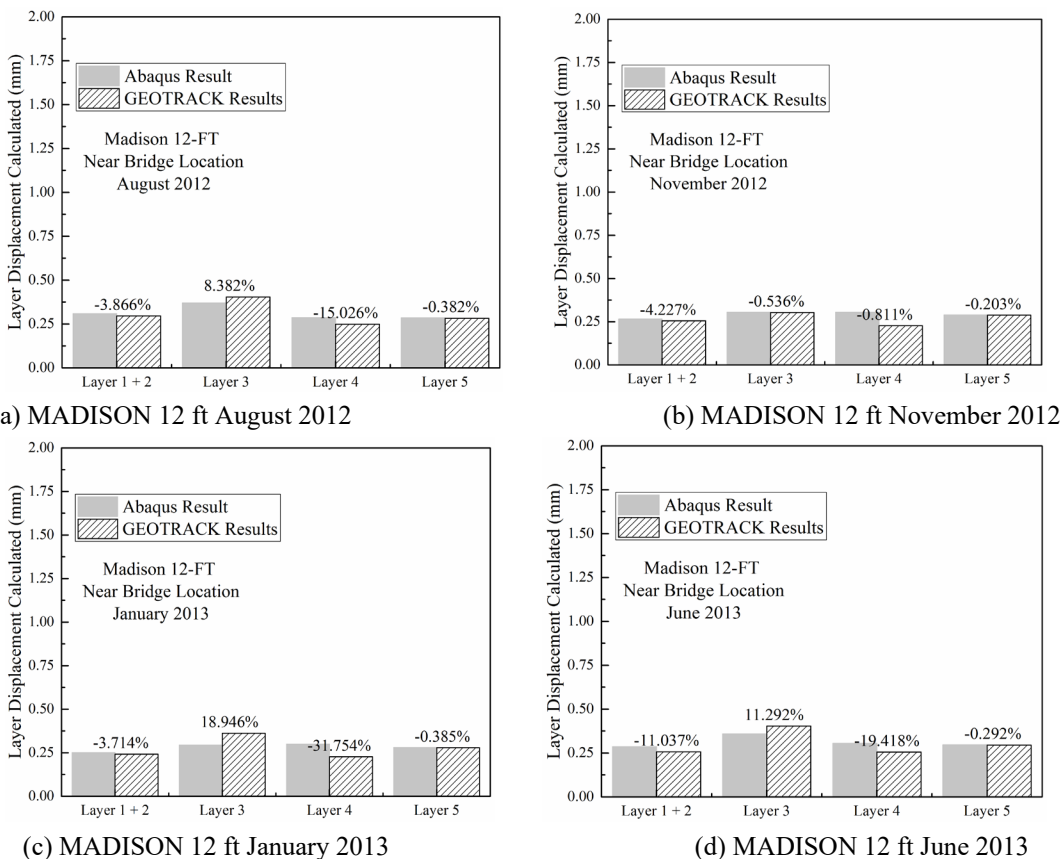 2.00
1.75
1.50
1.25
1.00
0.75
0.50
0.25
0.00
Layer Displacement Calculated (mm)
Abaqus Result
GEOTRACK Results
Madison 12-FT
Near Bridge Location
August 2012
-3.866%
8.382%
-15.026%
-0.382%
Layer 1 + 2
Layer 3
Layer 4
Layer 5
a) MADISON 12 ft August 2012
2.00
1.75
1.50
1.25
1.00
0.75
0.50
0.25
0.00
Layer Displacement Calculated (mm)
Abaqus Result
GEOTRACK Results
Madison 12-FT
Near Bridge Location
November 2012
-4.227%
-0.536%
-0.811%
-0.203%
Layer 1 + 2
Layer 3
Layer 4
Layer 5
(b) MADISON 12 ft November 2012
2.00
1.75
1.50
1.25
1.00
0.75
0.50
0.25
0.00
Layer Displacement Calculated (mm)
Abaqus Result
GEOTRACK Results
Madison 12-FT
Near Bridge Location
January 2013
-3.714%
18.946%
-31.754%
-0.385%
Layer 1 + 2
Layer 3
Layer 4
Layer 5
(c) MADISON 12 ft January 2013
2.00
1.75
1.50
1.25
1.00
0.75
0.50
0.25
0.00
Layer Displacement Calculated (mm)
Abaqus Result
GEOTRACK Results
Madison 12-FT
Near Bridge Location
June 2013
-11.037%
11.292%
-19.418%
-0.292%
Layer 1 + 2
Layer 3
Layer 4
Layer 5
(d) MADISON 12 ft June 2013